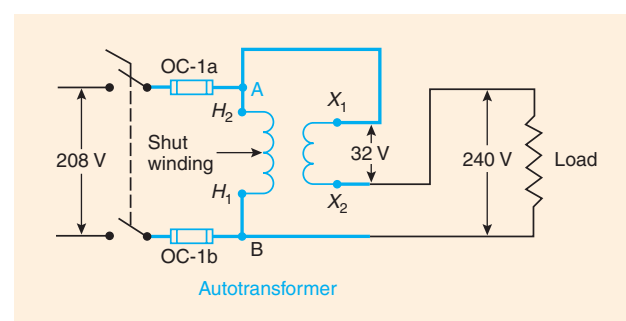 OC-1a
A
H2
X1
Shut
winding
208 V
32 V
240 V
Load
H1
X2
B
OC-1b
Autotransformer